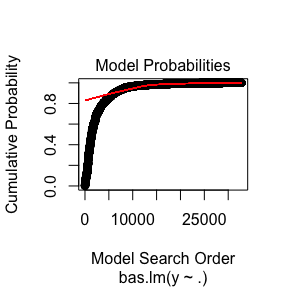 Model Probabilities
Cumulative Probability
0.0 0.4 0.8
0 10000 25000
Model Search Order
bas.lm(y ~ .)